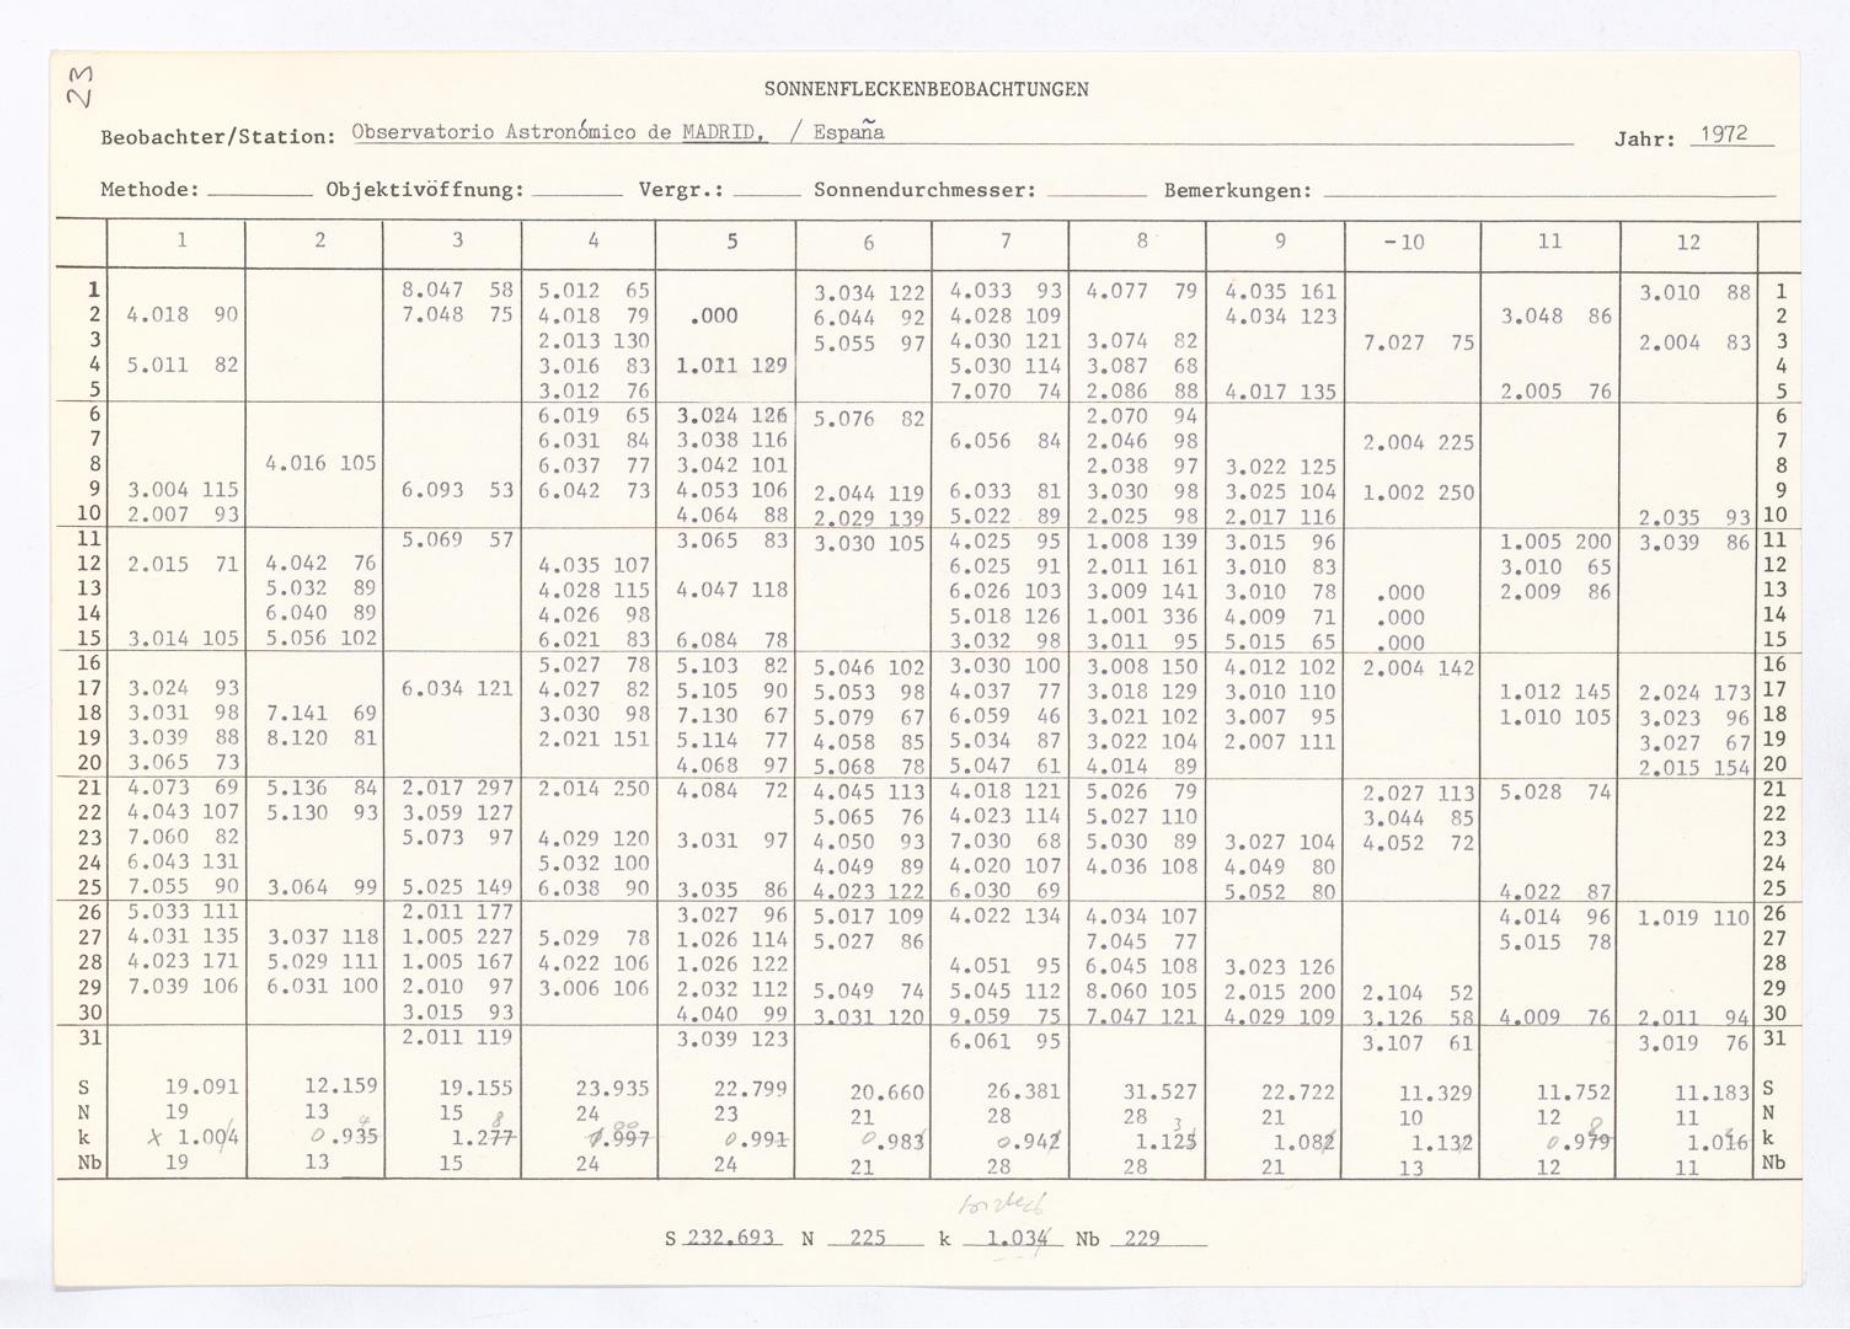 23
SONNENFLECKENBEOBACHTUNGEN
Beobachter/Station: Observatorio Astronómico de MADRID, / España Jahr: 1972
Methode: Objektivöffnung: Vergr.: Sonnendurchmesser: Bemerkungen:
1 2 3 4 5 6 7 8 9 -10 11 12
1 8.047 58 5.012 65 3.034 122 4.033 93 4.077 79 4.035 161 3.010 88 1
2 4.018 90 7.048 75 4.018 79 .000 6.044 92 4.028 109 4.034 123 3.048 86 2
3 2.013 130 5.055 97 4.030 121 3.074 82 7.027 75 2.004 83 3
4 5.011 82 3.016 83 1.011 129 5.030 114 3.087 68 4
5 3.012 76 7.070 74 2.086 88 4.017 135 2.005 76 5
6 6.019 65 3.024 126 5.076 82 2.070 94 6
7 6.031 84 3.038 116 6.056 84 2.046 98 2.004 225 7
8 4.016 105 6.037 77 3.042 101 2.038 97 3.022 125 8
9 3.004 115 6.093 53 6.042 73 4.053 106 2.044 119 6.033 81 3.030 98 3.025 104 1.002 250 9
10 2.007 93 4.064 88 2.029 139 5.022 89 2.025 98 2.017 116 2.035 93 10
11 5.069 57 3.065 83 3.030 105 4.025 95 1.008 139 3.015 96 1.005 200 3.039 86 11
12 2.015 71 4.042 76 4.035 107 6.025 91 2.011 161 3.010 83 3.010 65 12
13 5.032 89 4.028 115 4.047 118 6.026 103 3.009 141 3.010 78 .000 2.009 86 13
14 6.040 89 4.026 98 5.018 126 1.001 336 4.009 71 .000 14
15 3.014 105 5.056 102 6.021 83 6.084 78 3.032 98 3.011 95 5.015 65 .000 15
16 5.027 78 5.103 82 5.046 102 3.030 100 3.008 150 4.012 102 2.004 142 16
17 3.024 93 6.034 121 4.027 82 5.105 90 5.053 98 4.037 77 3.018 129 3.010 110 1.012 145 2.024 173 17
18 3.031 98 7.141 69 3.030 98 7.130 67 5.079 67 6.059 46 3.021 102 3.007 95 1.010 105 3.023 96 18
19 3.039 88 8.120 81 2.021 151 5.114 77 4.058 85 5.034 87 3.022 104 2.007 111 3.027 67 19
20 3.065 73 4.068 97 5.068 78 5.047 61 4.014 89 2.015 154 20
21 4.073 69 5.136 84 2.017 297 2.014 250 4.084 72 4.045 113 4.018 121 5.026 79 2.027 113 5.028 74 21
22 4.043 107 5.130 93 3.059 127 5.065 76 4.023 114 5.027 110 3.044 85 22
23 7.060 82 5.073 97 4.029 120 3.031 97 4.050 93 7.030 68 5.030 89 3.027 104 4.052 72 23
24 6.043 131 5.032 100 4.049 89 4.020 107 4.036 108 4.049 80 24
25 7.055 90 3.064 99 5.025 149 6.038 90 3.035 86 4.023 122 6.030 69 5.052 80 4.022 87 25
26 5.033 111 2.011 177 3.027 96 5.017 109 4.022 134 4.034 107 4.014 96 1.019 110 26
27 4.031 135 3.037 118 1.005 227 5.029 78 1.026 114 5.027 86 7.045 77 5.015 78 27
28 4.023 171 5.029 111 1.005 167 4.022 106 1.026 122 4.051 95 6.045 108 3.023 126 28
29 7.039 106 6.031 100 2.010 97 3.006 106 2.032 112 5.049 74 5.045 112 8.060 105 2.015 200 2.104 52 29
30 3.015 93 4.040 99 3.031 120 9.059 75 7.047 121 4.029 109 3.126 58 4.009 76 2.011 94 30
31 2.011 119 3.039 123 6.061 95 3.107 61 3.019 76 31
S 19.091 12.159 19.155 23.935 22.799 20.660 26.381 31.527 22.722 11.329 11.752 11.183 S
N 19 13 15 24 23 21 28 28 21 10 12 11 N
k x 1.004 0.935 1.277 .997 0.991 0.983 0.942 1.125 1.082 1.132 0.979 1.016 k
Nb 19 13 15 24 24 21 28 28 21 13 12 11 Nb
S 232.693 N 225 k 1.034 Nb 229